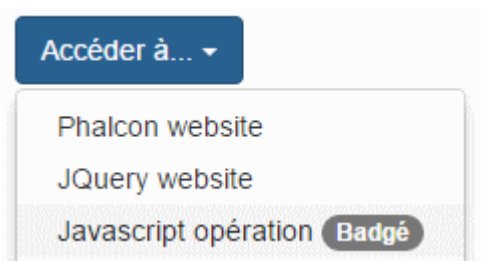 Accéder à...
Phalcon website
JQuery website
Javascript opération Badgé